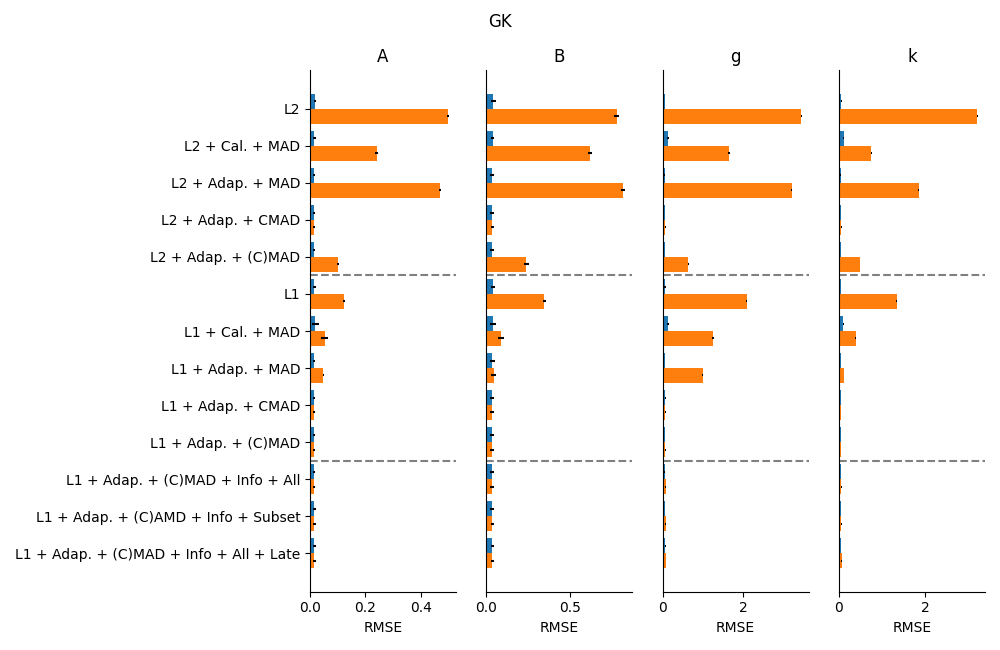 GK
A B g k
L2
L2 + Cal. + MAD
L2 + Adap. + MAD
L2 + Adap. + CMAD
L2 + Adap. + (C)MAD
L1
L1 + Cal. + MAD
L1 + Adap. + MAD
L1 + Adap. + CMAD
L1 + Adap. + (C)MAD
L1 + Adap. + (C)MAD + Info + All
L1 + Adap. + (C)AMD + Info + Subset
L1 + Adap. + (C)MAD + Info + All + Late
0.0 0.2 0.4 0.0 0.5 0 2 0 2
RMSE RMSE RMSE RMSE